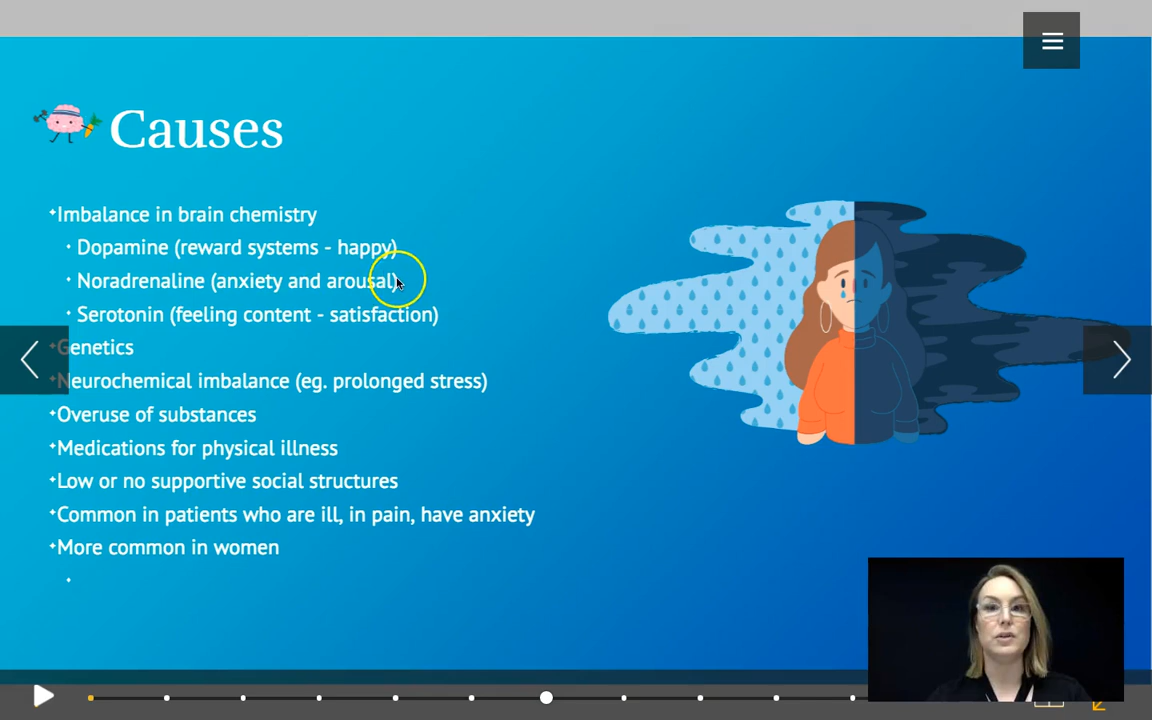 Causes
Imbalance in brain chemistry
Dopamine (reward systems - happy)
Noradrenaline (anxiety and arousal)
Serotonin (feeling content - satisfaction)
Genetics
Neurochemical imbalance (eg. prolonged stress)
Overuse of substances
Medications for physical illness
Low or no supportive social structures
Common in patients who are ill, in pain, have anxiety
More common in women